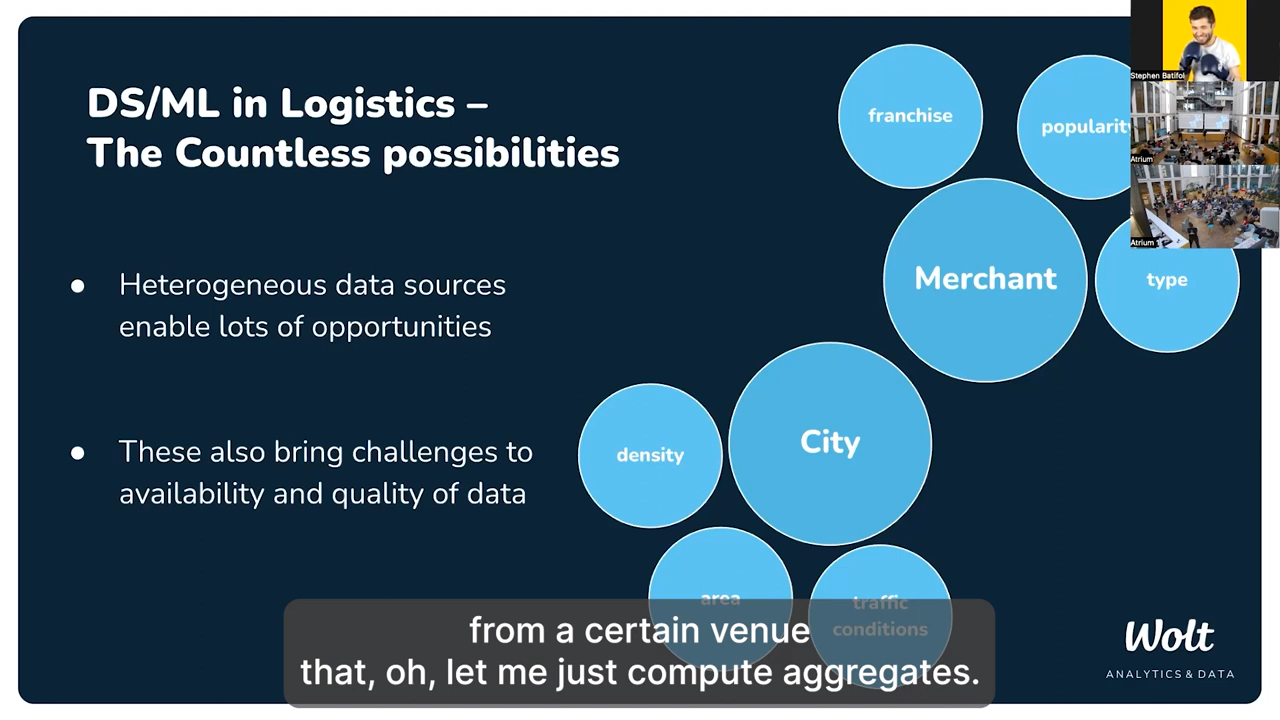 DS/ML in Logistics –
The Countless possibilities
● Heterogeneous data sources
enable lots of opportunities
● These also bring challenges to
availability and quality of data
franchise
popularity
Merchant
type
City
density
area
traffic
conditions
from a certain venue
that, oh, let me just compute aggregates.
Wolt
ANALYTICS & DATA
Stephen Batifol
Atrium
Atrium 1